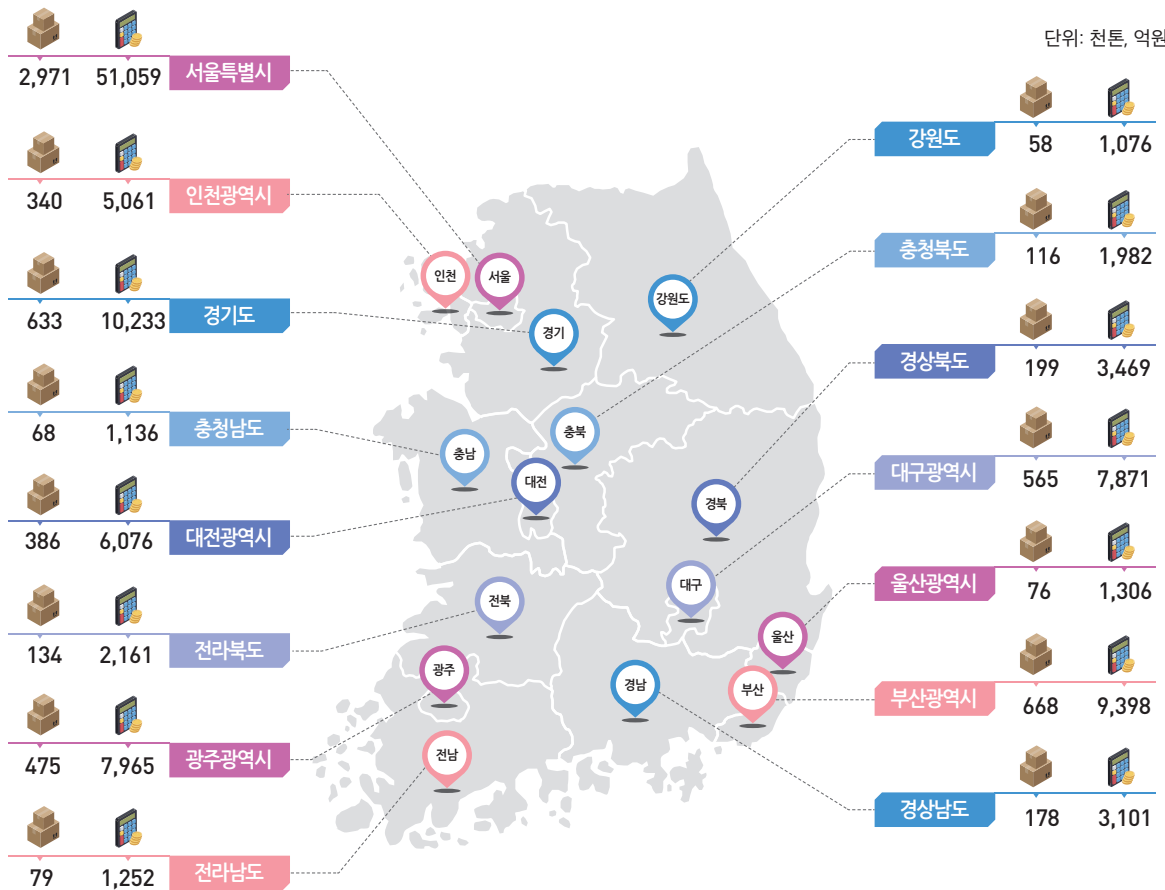 단위: 천톤, 억원
2,971 51,059 서울특별시
340 5,061 인천광역시
633 10,233 경기도
68 1,136 충청남도
386 6,076 대전광역시
134 2,161 전라북도
475 7,965 광주광역시
79 1,252 전라남도
인천
서울
경기
강원도
충북
충남
대전
경북
전북
대구
울산
광주
경남
부산
전남
강원도 58 1,076
충청북도 116 1,982
경상북도 199 3,469
대구광역시 565 7,871
울산광역시 76 1,306
부산광역시 668 9,398
경상남도 178 3,101